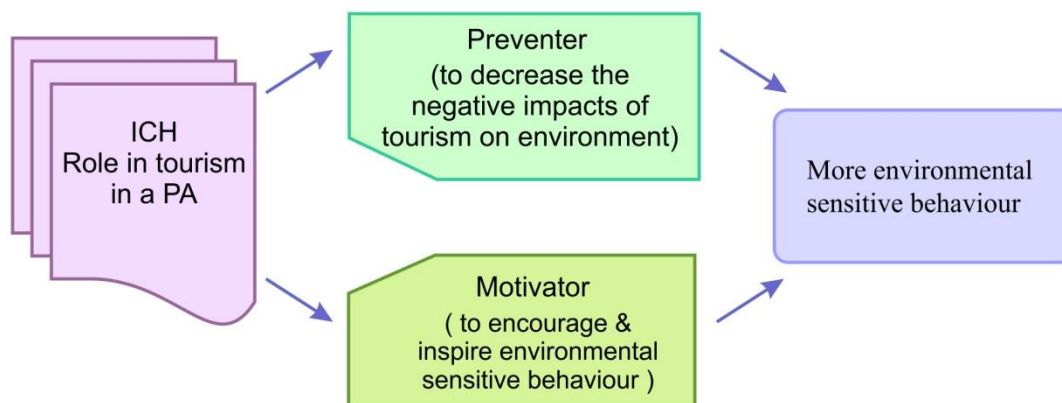 ICH
Role in tourism
in a PA
Preventer
(to decrease the
negative impacts of
tourism on environment)
Motivator
( to encourage &
inspire environmental
sensitive behaviour )
More environmental
sensitive behaviour